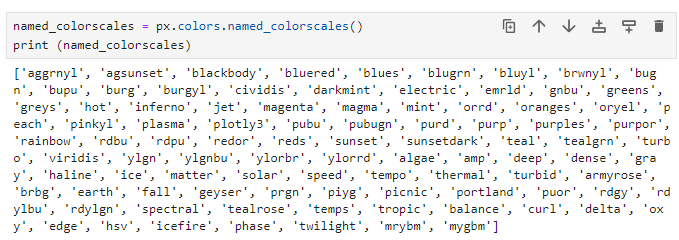 named_colorscales = px.colors.named_colorscales()
print (named_colorscales)
['aggrnyl', 'agsunset', 'blackbody', 'bluered', 'blues', 'blugrn', 'bluyl', 'brwnyl', 'bug
n', 'bupu', 'burg', 'burgyl', 'cividis', 'darkmint', 'electric', 'emrld', 'gnbu', 'greens',
'greys', 'hot', 'inferno', 'jet', 'magenta', 'magma', 'mint', 'orrd', 'oranges', 'oryel', 'p
each', 'pinkyl', 'plasma', 'plotly3', 'pubu', 'pubugn', 'purd', 'purp', 'purples', 'purpor',
'rainbow', 'rdbu', 'rdpu', 'redor', 'reds', 'sunset', 'sunsetdark', 'teal', 'tealgrn', 'turb
o', 'viridis', 'ylgn', 'ylgnbu', 'ylorbr', 'ylorrd', 'algae', 'amp', 'deep', 'dense', 'gra
y', 'haline', 'ice', 'matter', 'solar', 'speed', 'tempo', 'thermal', 'turbid', 'armyrose',
'brbg', 'earth', 'fall', 'geyser', 'prgn', 'piyg', 'picnic', 'portland', 'puor', 'rdgy', 'rd
ylbu', 'rdylgn', 'spectral', 'tealrose', 'temps', 'tropic', 'balance', 'curl', 'delta', 'ox
y', 'edge', 'hsv', 'icefire', 'phase', 'twilight', 'mrybm', 'mygbm']